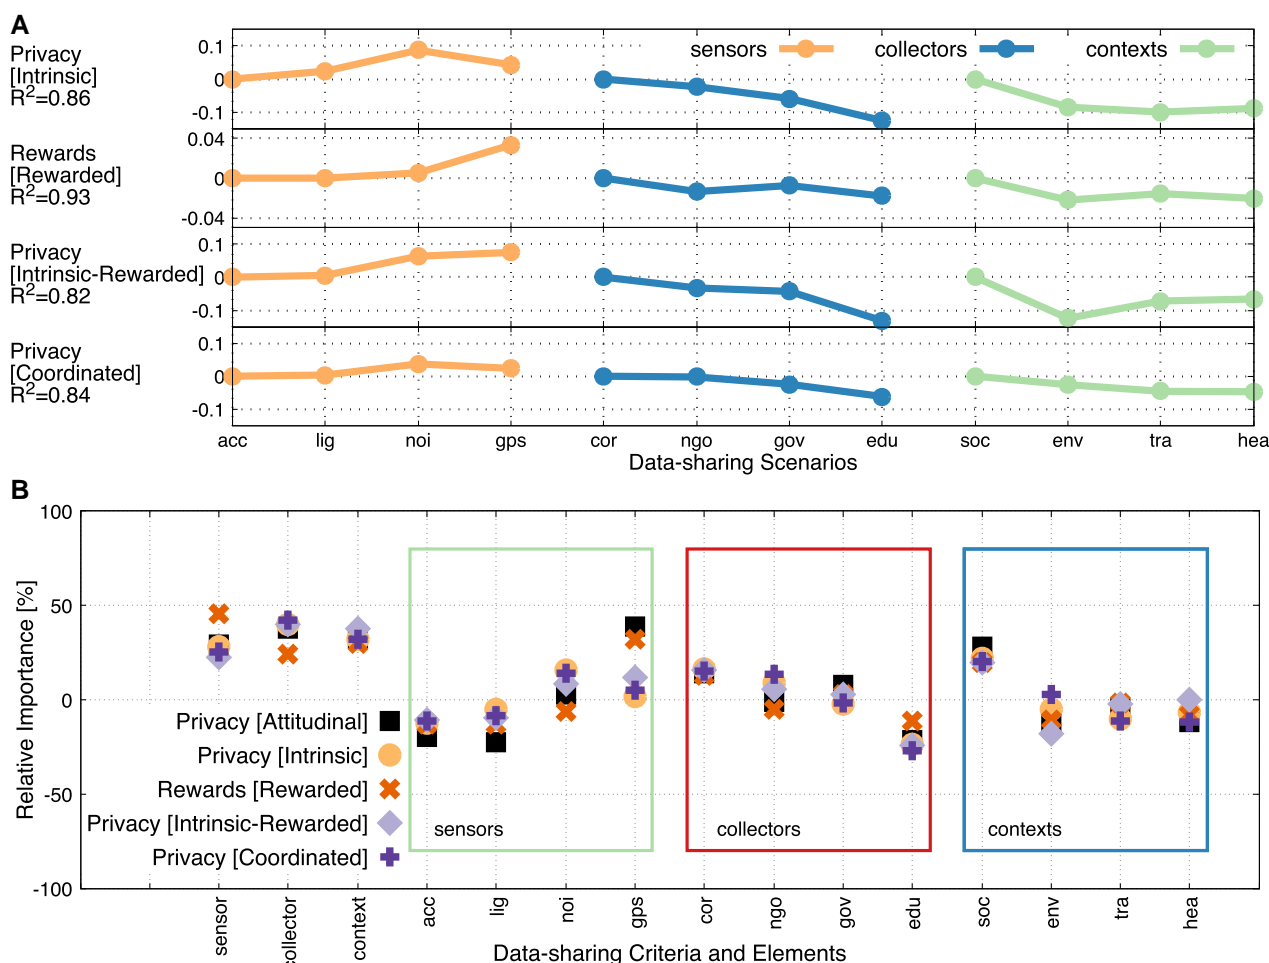 A
Privacy
[Intrinsic]
R²=0.86
0.1
0
-0.1
sensors
collectors
contexts
Rewards
[Rewarded]
R²=0.93
0.04
0
-0.04
Privacy
[Intrinsic-Rewarded]
R²=0.82
0.1
0
-0.1
Privacy
[Coordinated]
R²=0.84
0.1
0
-0.1
acc lig noi gps cor ngo gov edu soc env tra hea
Data-sharing Scenarios
B
Relative Importance [%]
100
50
0
-50
-100
Privacy [Attitudinal]
Privacy [Intrinsic]
Rewards [Rewarded]
Privacy [Intrinsic-Rewarded]
Privacy [Coordinated]
sensors
collectors
contexts
sensor ollector context acc lig noi gps cor ngo gov edu soc env tra hea
Data-sharing Criteria and Elements